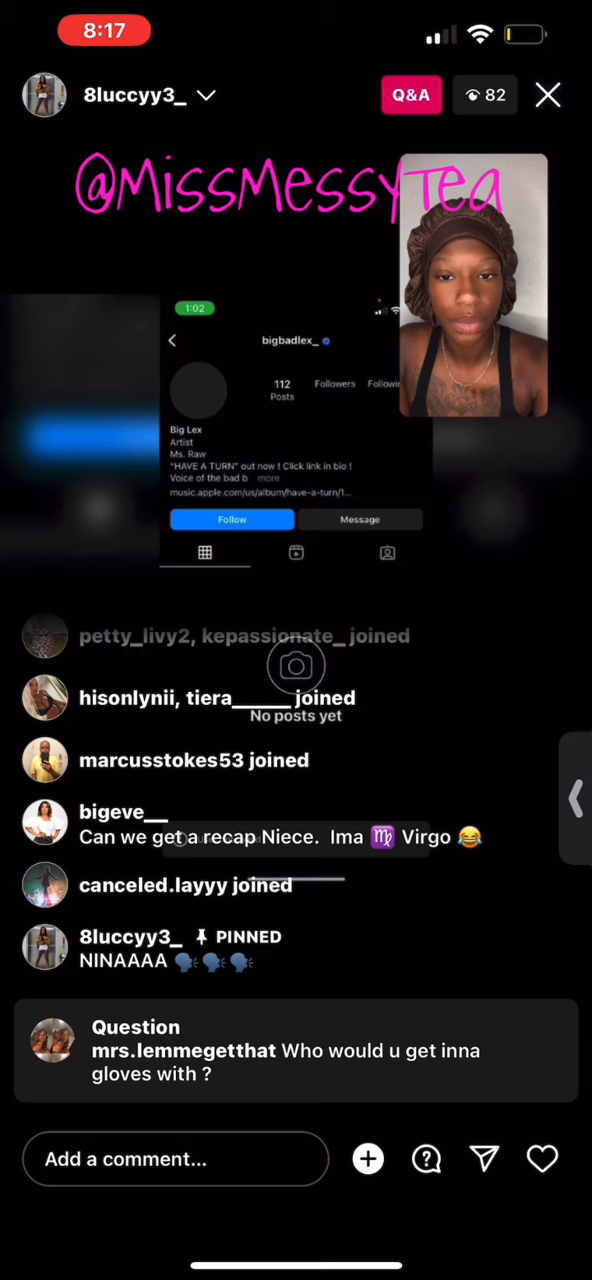 8:17
8luccyy3_
Q&A
82
@MissMessyTea
1:02
bigbadlex_
112
Posts
Followers
Followin
Big Lex
Artist
Ms. Raw
"HAVE A TURN" out now ! Click link in bio !
Voice of the bad b more
music.apple.com/us/album/have-a-turn/1...
Follow
Message
petty_livy2, kepassionate_ joined
hisonlynii, tiera______ joined
No posts yet
marcusstokes53 joined
bigeve__
Can we get a recap Niece. Ima ♍ Virgo 😂
canceled.layyy joined
8luccyy3_ PINNED
NINAAAA 🗣️🗣️🗣️
Question
mrs.lemmegetthat Who would u get inna
gloves with ?
Add a comment...